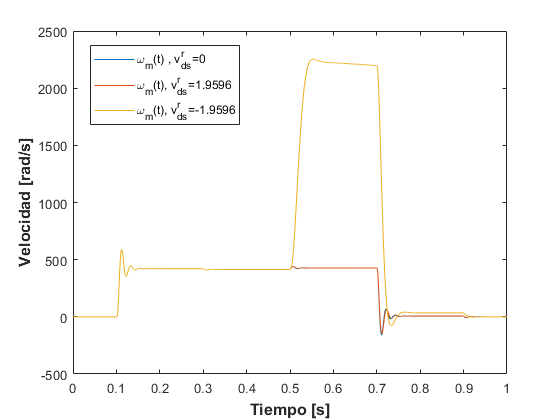 2500
2000
1500
1000
500
0
-500
Velocidad [rad/s]
ω_m(t) , v^r_ds=0
ω_m(t), v^r_ds=1.9596
ω_m(t), v^r_ds=-1.9596
0 0.1 0.2 0.3 0.4 0.5 0.6 0.7 0.8 0.9 1
Tiempo [s]